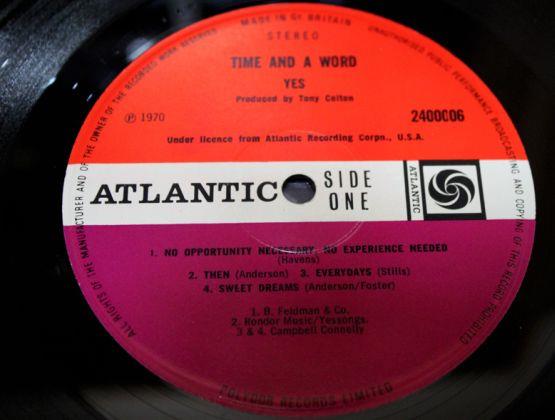 MADE IN Gt BRITAIN
STEREO
TIME AND A WORD
YES
Produced by Tony Colton
℗ 1970
2400006
Under licence from Atlantic Recording Corpn., U.S.A.
ATLANTIC
SIDE
ONE
ATLANTIC
1. NO OPPORTUNITY NECESSARY, NO EXPERIENCE NEEDED
(Havens)
2. THEN (Anderson) 3. EVERYDAYS (Stills)
4. SWEET DREAMS (Anderson/Foster)
1. B. Feldman & Co.
2. Rondor Music/Yessongs.
3 & 4. Campbell Connelly
POLYDOR RECORDS LIMITED
ALL RIGHTS OF THE MANUFACTURER AND OF THE OWNER OF THE RECORDED WORK RESERVED
UNAUTHORISED PUBLIC PERFORMANCE BROADCASTING AND COPYING OF THIS RECORD PROHIBITED